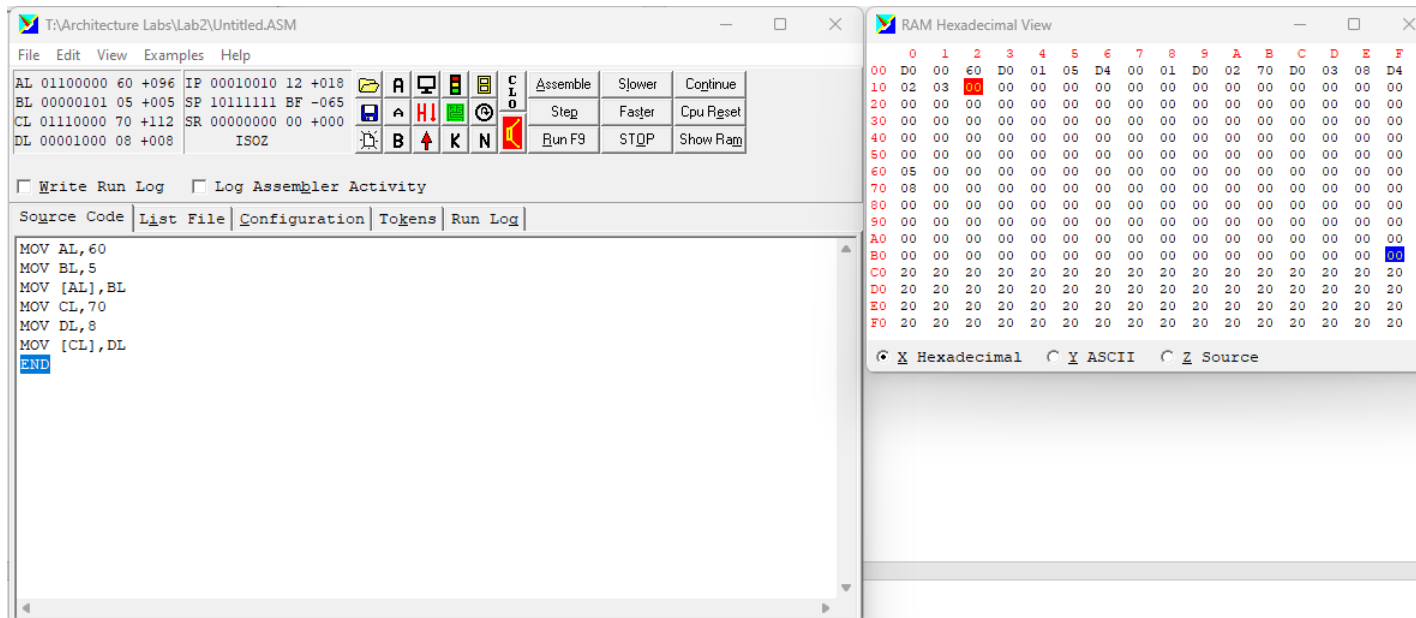 T:\Architecture Labs\Lab2\Untitled.ASM
File Edit View Examples Help
AL 01100000 60 +096 IP 00010010 12 +018
BL 00000101 05 +005 SP 10111111 BF -065
CL 01110000 70 +112 SR 00000000 00 +000
DL 00001000 08 +008 ISOZ
A C L O Assemble Slower Continue
A H Step Faster Cpu Reset
B K N Run F9 STOP Show Ram
Write Run Log Log Assembler Activity
Source Code List File Configuration Tokens Run Log
MOV AL,60
MOV BL,5
MOV [AL],BL
MOV CL,70
MOV DL,8
MOV [CL],DL
END
RAM Hexadecimal View
0 1 2 3 4 5 6 7 8 9 A B C D E F
00 D0 00 60 D0 01 05 D4 00 01 D0 02 70 D0 03 08 D4
10 02 03 00 00 00 00 00 00 00 00 00 00 00 00 00 00
20 00 00 00 00 00 00 00 00 00 00 00 00 00 00 00 00
30 00 00 00 00 00 00 00 00 00 00 00 00 00 00 00 00
40 00 00 00 00 00 00 00 00 00 00 00 00 00 00 00 00
50 00 00 00 00 00 00 00 00 00 00 00 00 00 00 00 00
60 05 00 00 00 00 00 00 00 00 00 00 00 00 00 00 00
70 08 00 00 00 00 00 00 00 00 00 00 00 00 00 00 00
80 00 00 00 00 00 00 00 00 00 00 00 00 00 00 00 00
90 00 00 00 00 00 00 00 00 00 00 00 00 00 00 00 00
A0 00 00 00 00 00 00 00 00 00 00 00 00 00 00 00 00
B0 00 00 00 00 00 00 00 00 00 00 00 00 00 00 00 00
C0 20 20 20 20 20 20 20 20 20 20 20 20 20 20 20 20
D0 20 20 20 20 20 20 20 20 20 20 20 20 20 20 20 20
E0 20 20 20 20 20 20 20 20 20 20 20 20 20 20 20 20
F0 20 20 20 20 20 20 20 20 20 20 20 20 20 20 20 20
X Hexadecimal Y ASCII Z Source